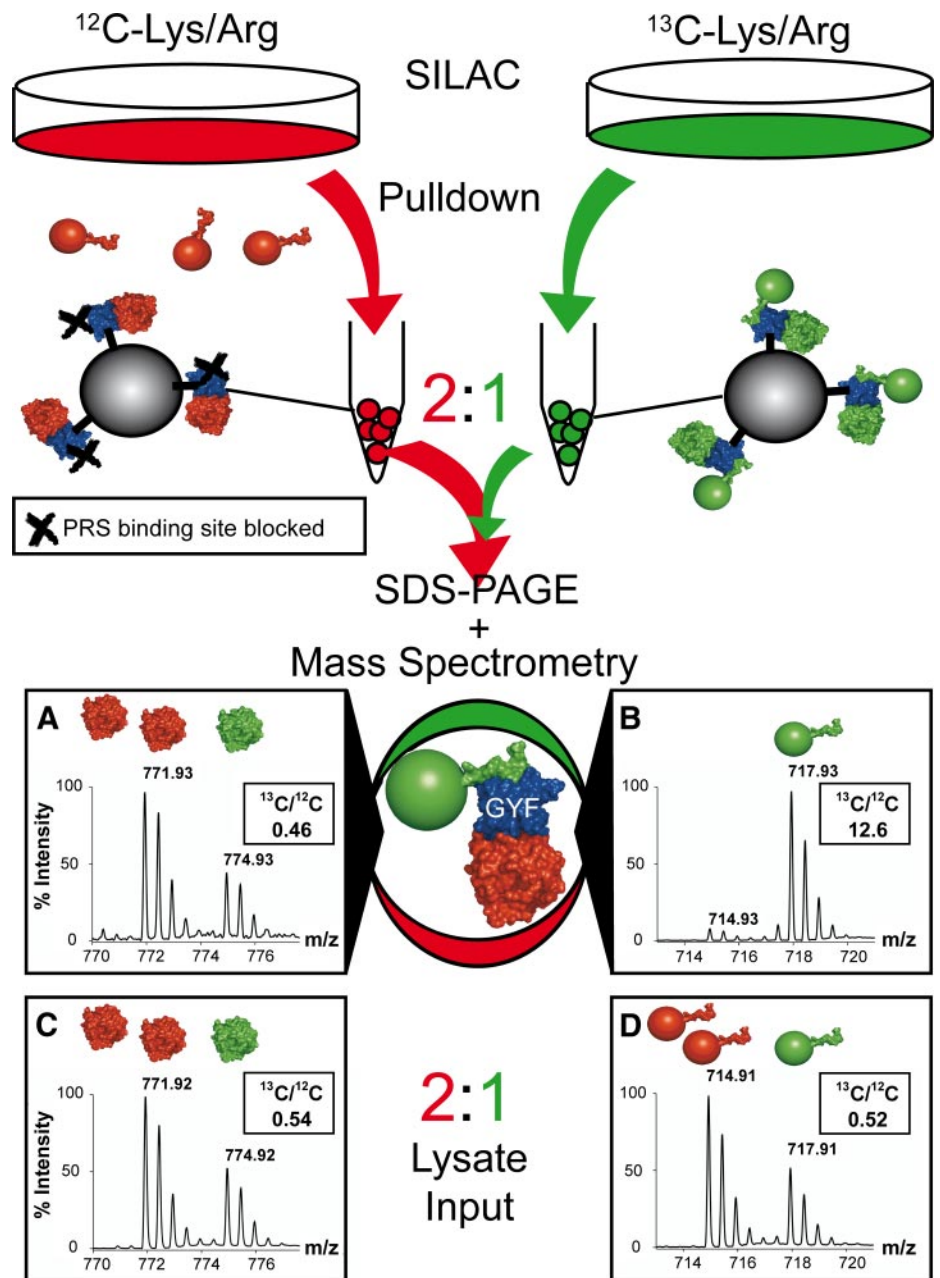 ¹²C-Lys/Arg
SILAC
¹³C-Lys/Arg
Pulldown
2:1
PRS binding site blocked
SDS-PAGE
+
Mass Spectrometry
A
771.93
774.93
¹³C/¹²C
0.46
% Intensity
100
50
0
770 772 774 776 m/z
GYF
B
717.93
714.93
¹³C/¹²C
12.6
100
50
0
714 716 718 720 m/z
C
771.92
774.92
¹³C/¹²C
0.54
% Intensity
100
50
0
770 772 774 776 m/z
2:1
Lysate
Input
D
714.91
717.91
¹³C/¹²C
0.52
100
50
0
714 716 718 720 m/z